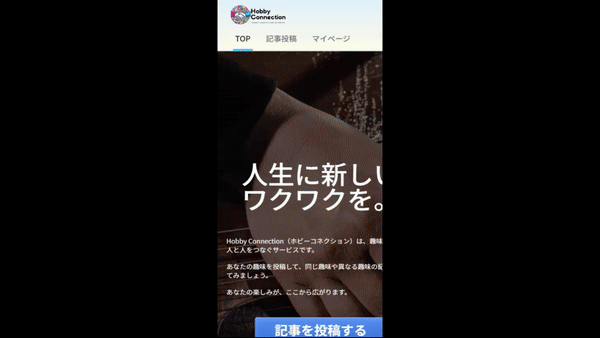 Hobby
Connection
TOP 記事投稿 マイページ
人生に新しい
ワクワクを。
Hobby Connection（ホビーコネクション）は、趣味
人と人をつなぐサービスです。
あなたの趣味を投稿して、同じ趣味や異なる趣味の
てみましょう。
あなたの楽しみが、ここから広がります。
記事を投稿する